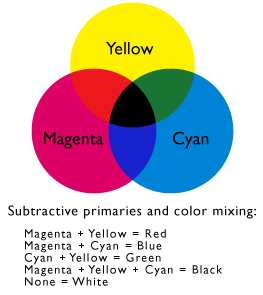 Yellow
Magenta
Cyan
Subtractive primaries and color mixing:
Magenta + Yellow = Red
Magenta + Cyan = Blue
Cyan + Yellow = Green
Magenta + Yellow + Cyan = Black
None = White